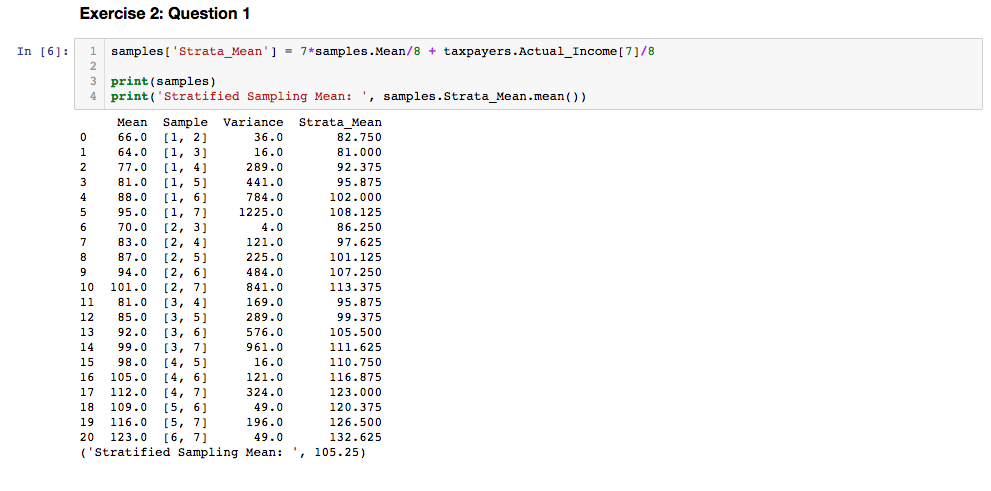 Exercise 2: Question 1
In [6]: 1 samples['Strata_Mean'] = 7*samples.Mean/8 + taxpayers.Actual_Income[7]/8
2
3 print(samples)
4 print('Stratified Sampling Mean: ', samples.Strata_Mean.mean())
Mean Sample Variance Strata_Mean
0 66.0 [1, 2] 36.0 82.750
1 64.0 [1, 3] 16.0 81.000
2 77.0 [1, 4] 289.0 92.375
3 81.0 [1, 5] 441.0 95.875
4 88.0 [1, 6] 784.0 102.000
5 95.0 [1, 7] 1225.0 108.125
6 70.0 [2, 3] 4.0 86.250
7 83.0 [2, 4] 121.0 97.625
8 87.0 [2, 5] 225.0 101.125
9 94.0 [2, 6] 484.0 107.250
10 101.0 [2, 7] 841.0 113.375
11 81.0 [3, 4] 169.0 95.875
12 85.0 [3, 5] 289.0 99.375
13 92.0 [3, 6] 576.0 105.500
14 99.0 [3, 7] 961.0 111.625
15 98.0 [4, 5] 16.0 110.750
16 105.0 [4, 6] 121.0 116.875
17 112.0 [4, 7] 324.0 123.000
18 109.0 [5, 6] 49.0 120.375
19 116.0 [5, 7] 196.0 126.500
20 123.0 [6, 7] 49.0 132.625
('Stratified Sampling Mean: ', 105.25)